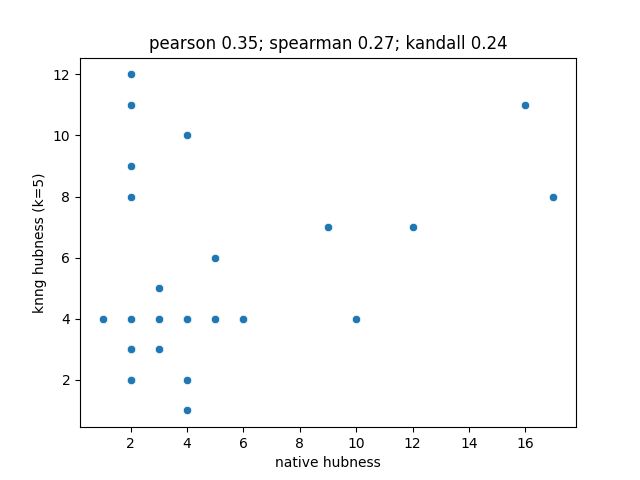 pearson 0.35; spearman 0.27; kandall 0.24
12
10
8
6
4
2
knng hubness (k=5)
2 4 6 8 10 12 14 16
native hubness